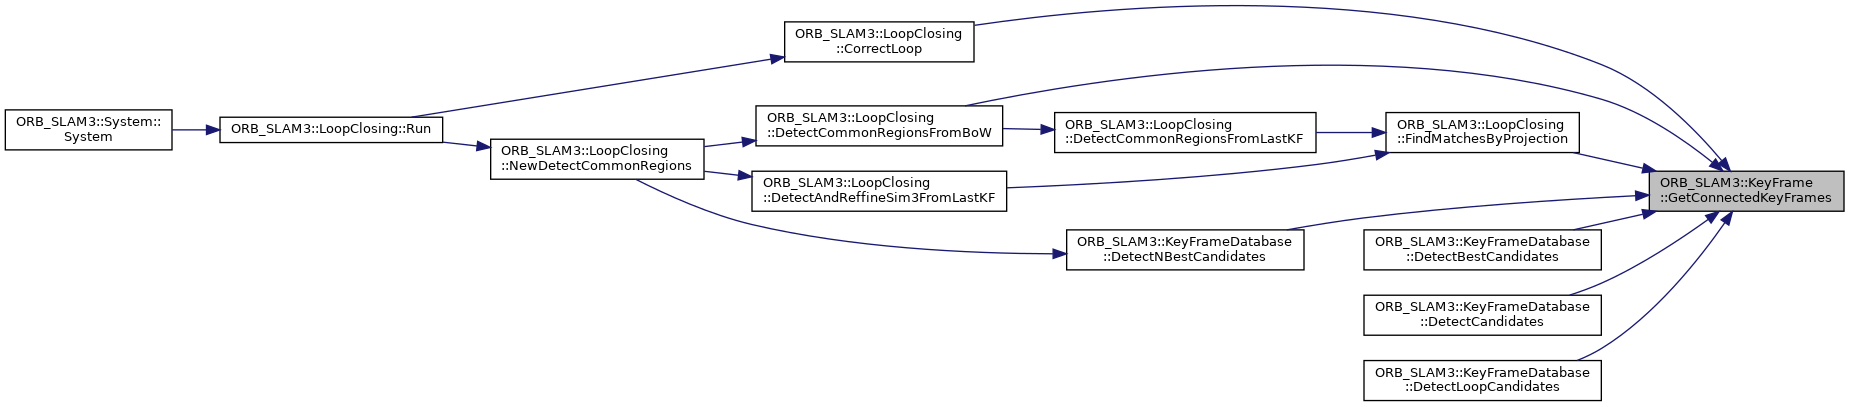 ORB_SLAM3::LoopClosing
::CorrectLoop
ORB_SLAM3::System::
System
ORB_SLAM3::LoopClosing::Run
ORB_SLAM3::LoopClosing
::NewDetectCommonRegions
ORB_SLAM3::LoopClosing
::DetectCommonRegionsFromBoW
ORB_SLAM3::LoopClosing
::DetectAndReffineSim3FromLastKF
ORB_SLAM3::LoopClosing
::DetectCommonRegionsFromLastKF
ORB_SLAM3::LoopClosing
::FindMatchesByProjection
ORB_SLAM3::KeyFrame
::GetConnectedKeyFrames
ORB_SLAM3::KeyFrameDatabase
::DetectNBestCandidates
ORB_SLAM3::KeyFrameDatabase
::DetectBestCandidates
ORB_SLAM3::KeyFrameDatabase
::DetectCandidates
ORB_SLAM3::KeyFrameDatabase
::DetectLoopCandidates